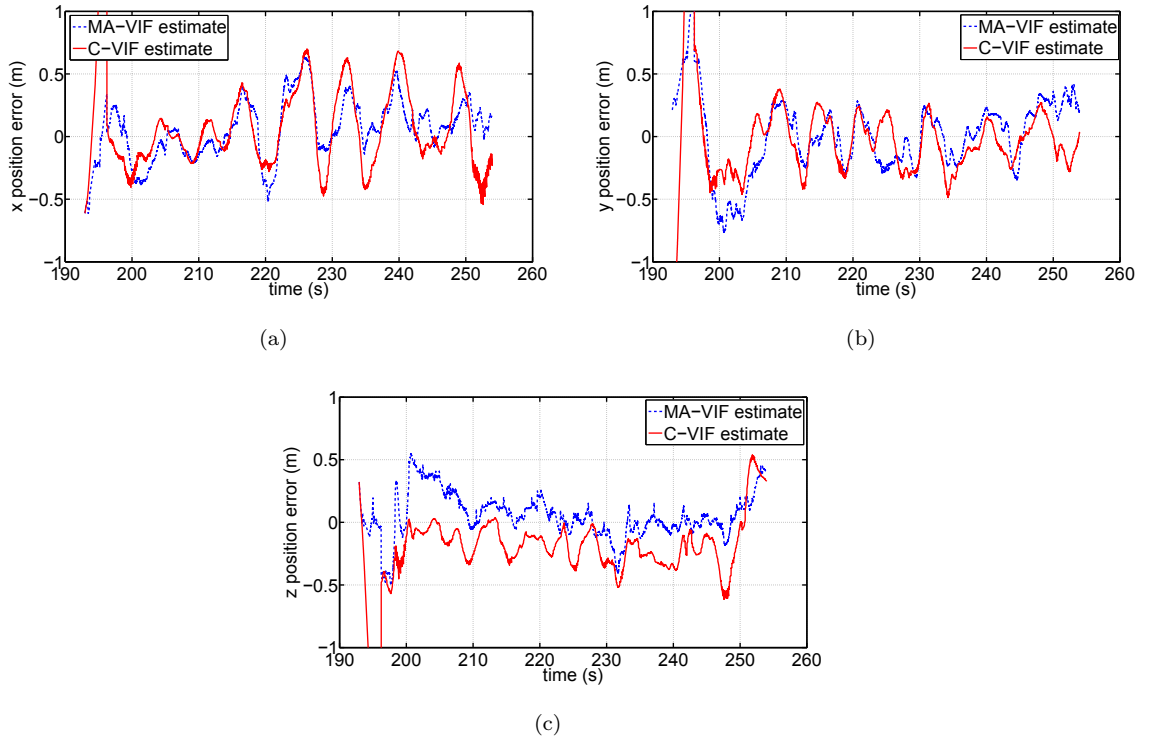 MA−VIF estimate
C−VIF estimate
x position error (m)
1
0.5
0
−0.5
−1
190 200 210 220 230 240 250 260
time (s)
(a)
MA−VIF estimate
C−VIF estimate
y position error (m)
1
0.5
0
−0.5
−1
190 200 210 220 230 240 250 260
time (s)
(b)
MA−VIF estimate
C−VIF estimate
z position error (m)
1
0.5
0
−0.5
−1
190 200 210 220 230 240 250 260
time (s)
(c)